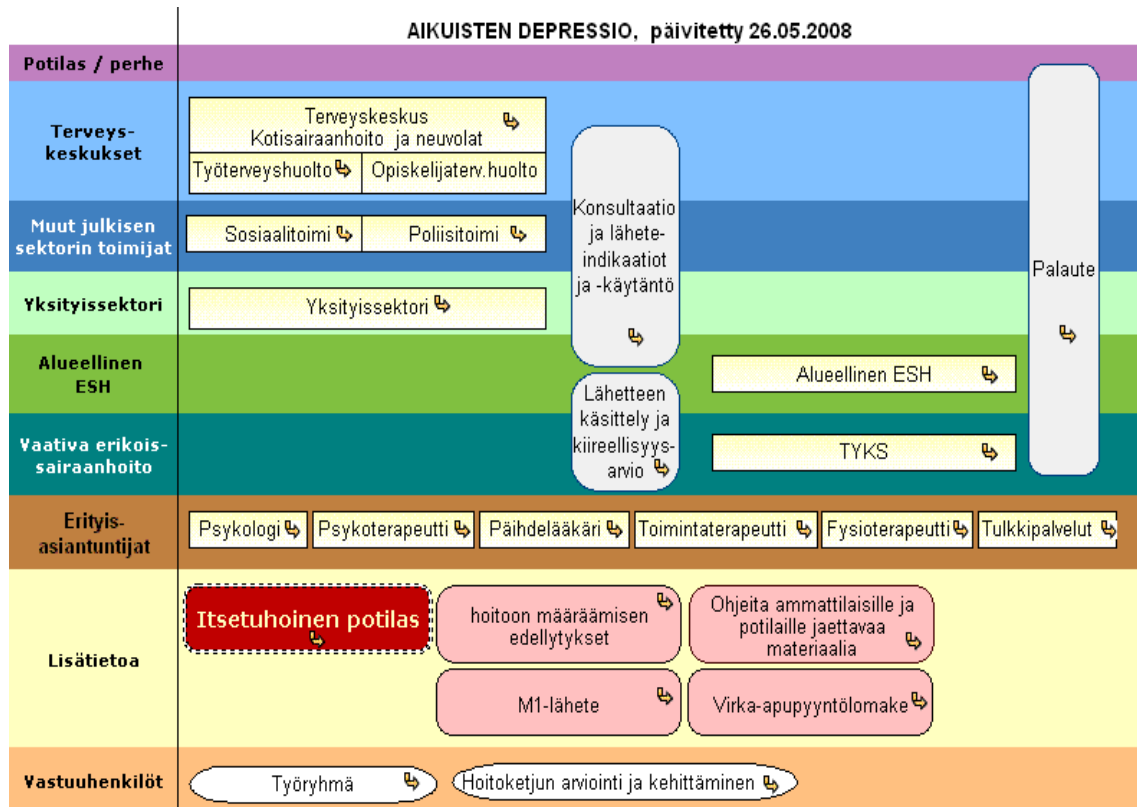 AIKUISTEN DEPRESSIO, päivitetty 26.05.2008
Potilas / perhe
Terveys-
keskukset
Terveyskeskus
Kotisairaanhoito ja neuvolat
Työterveyshuolto
Opiskelijaterv.huolto
Muut julkisen
sektorin toimijat
Sosiaalitoimi
Poliisitoimi
Konsultaatio
ja lähete-
indikaatiot
ja -käytäntö
Palaute
Yksityissektori
Yksityissektori
Alueellinen
ESH
Alueellinen ESH
Lähetteen
käsittely ja
kiireellisyys-
arvio
Vaativa erikois-
sairaanhoito
TYKS
Erityis-
asiantuntijat
Psykologi
Psykoterapeutti
Päihdelääkäri
Toimintaterapeutti
Fysioterapeutti
Tulkkipalvelut
Lisätietoa
Itsetuhoinen potilas
hoitoon määräämisen
edellytykset
Ohjeita ammattilaisille ja
potilaille jaettavaa
materiaalia
M1-lähete
Virka-apupyyntölomake
Vastuuhenkilöt
Työryhmä
Hoitoketjun arviointi ja kehittäminen